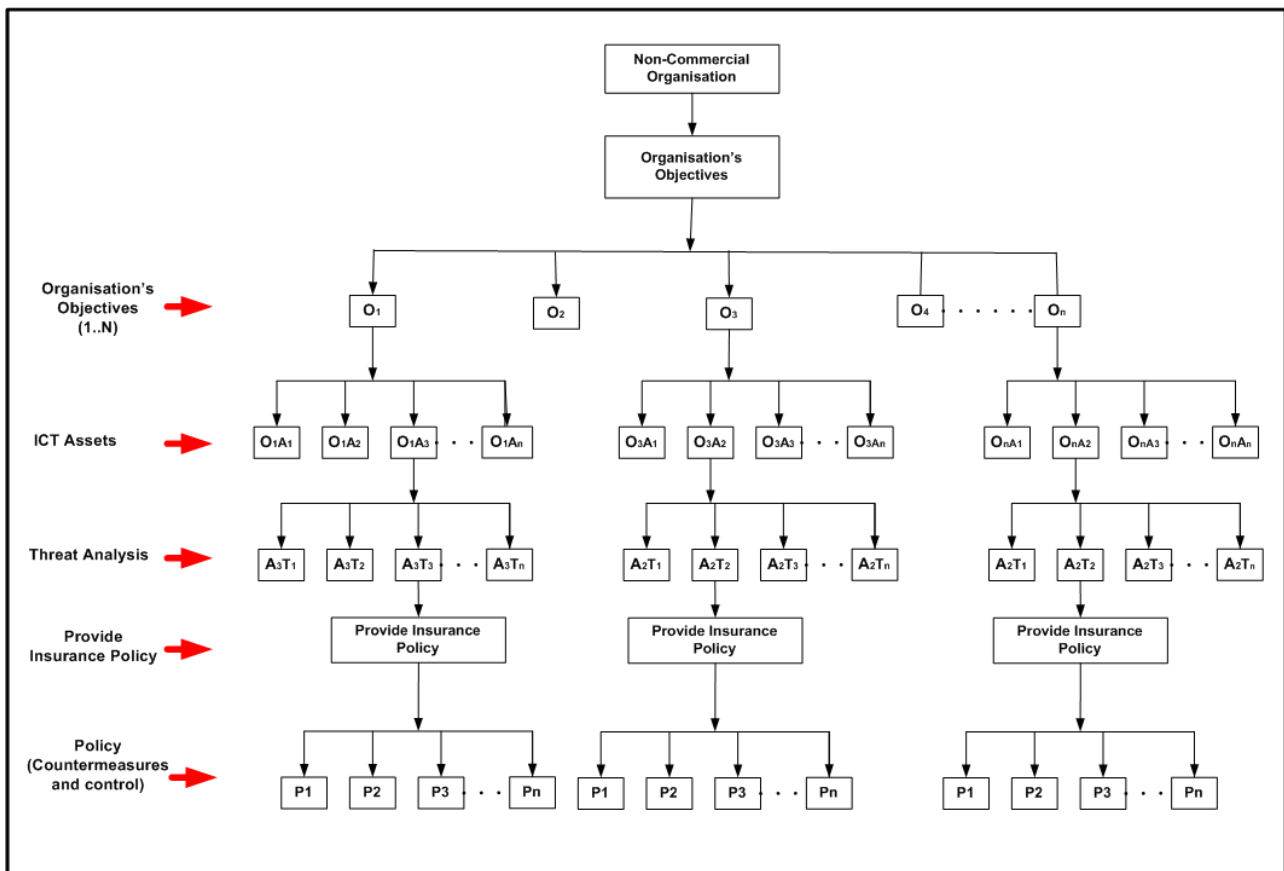 Non-Commercial
Organisation
Organisation’s
Objectives
Organisation’s
Objectives
(1..N)
O1 O2 O3 O4 . . . . . . On
ICT Assets
O1A1 O1A2 O1A3 . . . O1An O3A1 O3A2 O3A3 . . . O3An OnA1 OnA2 OnA3 . . . OnAn
Threat Analysis
A3T1 A3T2 A3T3 . . . A3Tn A2T1 A2T2 A2T3 . . . A2Tn A2T1 A2T2 A2T3 . . . A2Tn
Provide
Insurance Policy
Provide Insurance
Policy
Provide Insurance
Policy
Provide Insurance
Policy
Policy
(Countermeasures
and control)
P1 P2 P3 . . . Pn P1 P2 P3 . . . Pn P1 P2 P3 . . . Pn